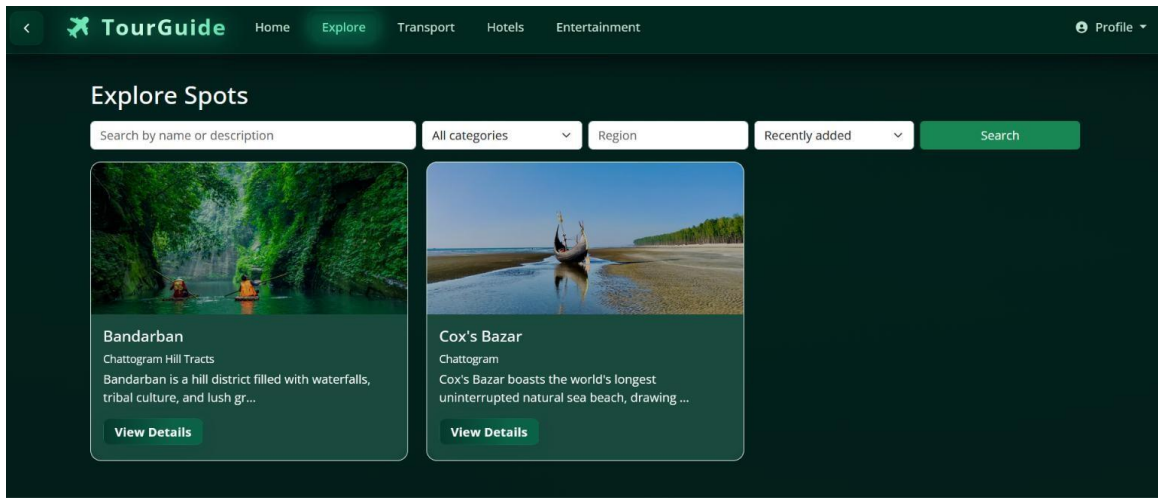 TourGuide Home Explore Transport Hotels Entertainment Profile
Explore Spots
Search by name or description All categories Region Recently added Search
Bandarban
Chattogram Hill Tracts
Bandarban is a hill district filled with waterfalls,
tribal culture, and lush gr...
View Details
Cox's Bazar
Chattogram
Cox's Bazar boasts the world's longest
uninterrupted natural sea beach, drawing ...
View Details